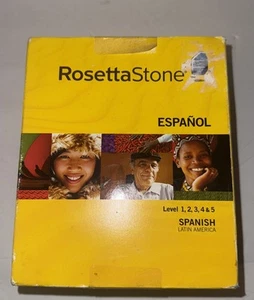 RosettaStone
ESPAÑOL
Level 1, 2, 3, 4 & 5
SPANISH
LATIN AMERICA